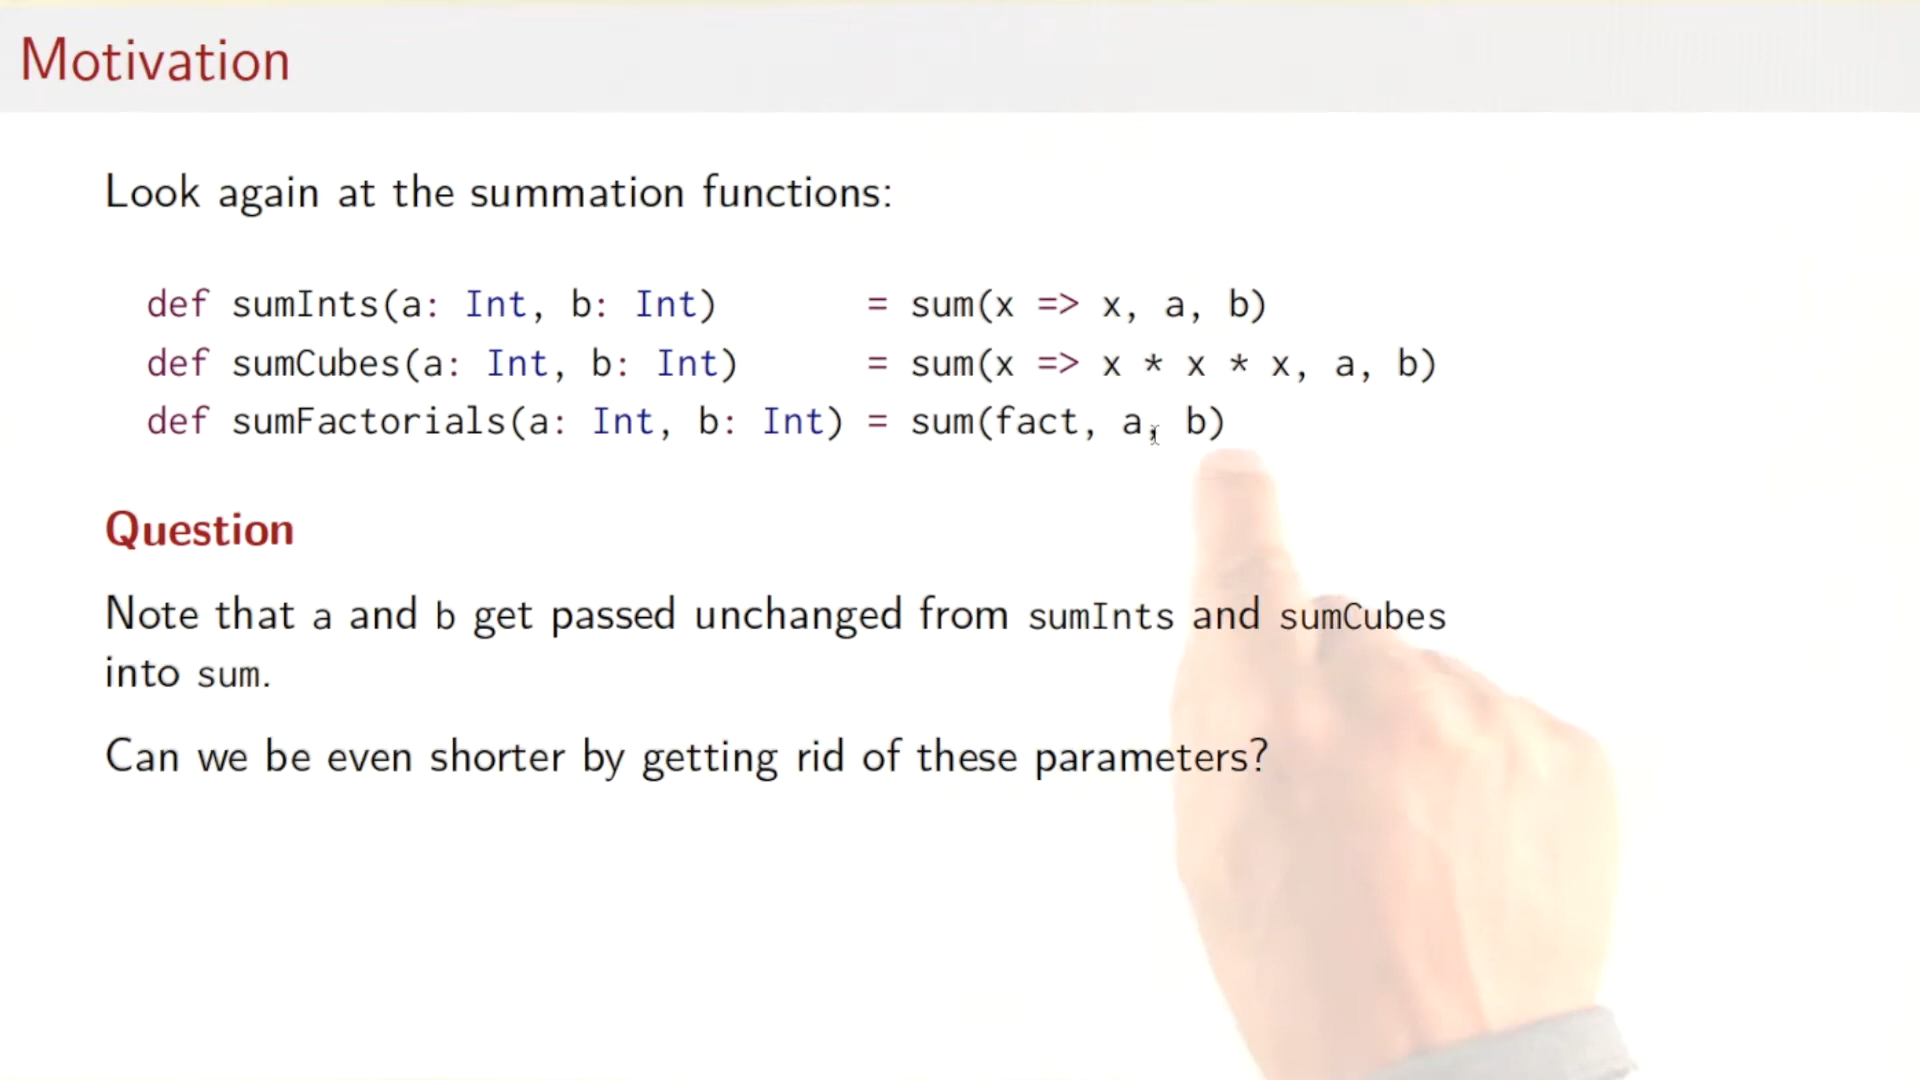 Motivation
Look again at the summation functions:
def sumInts(a: Int, b: Int) = sum(x => x, a, b)
def sumCubes(a: Int, b: Int) = sum(x => x * x * x, a, b)
def sumFactorials(a: Int, b: Int) = sum(fact, a, b)
Question
Note that a and b get passed unchanged from sumInts and sumCubes
into sum.
Can we be even shorter by getting rid of these parameters?